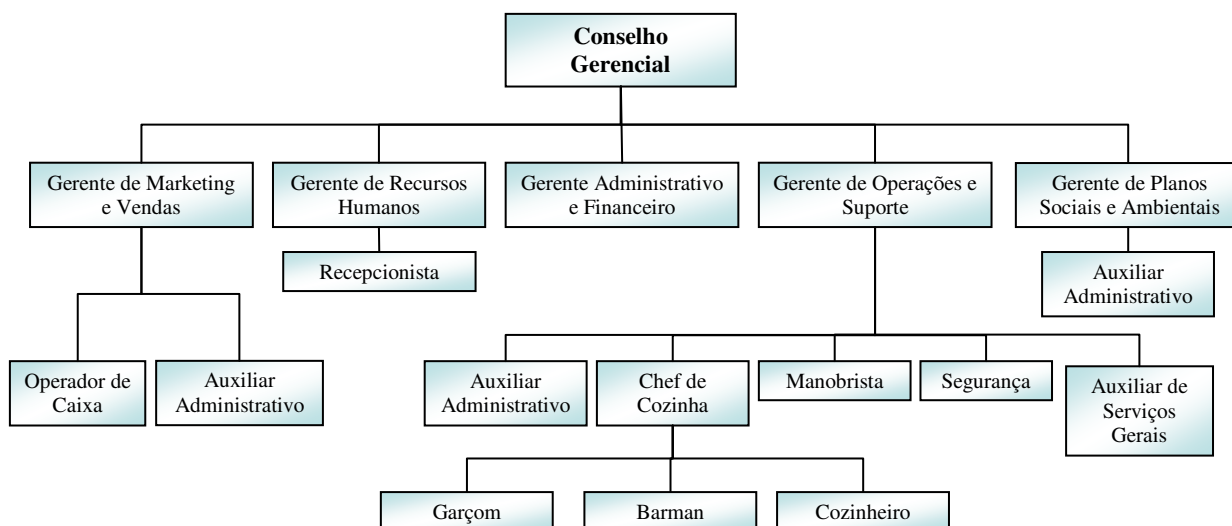 Conselho
Gerencial
Gerente de Marketing
e Vendas
Gerente de Recursos
Humanos
Gerente Administrativo
e Financeiro
Gerente de Operações e
Suporte
Gerente de Planos
Sociais e Ambientais
Recepcionista
Auxiliar
Administrativo
Operador de
Caixa
Auxiliar
Administrativo
Auxiliar
Administrativo
Chef de
Cozinha
Manobrista
Segurança
Auxiliar de
Serviços
Gerais
Garçom
Barman
Cozinheiro